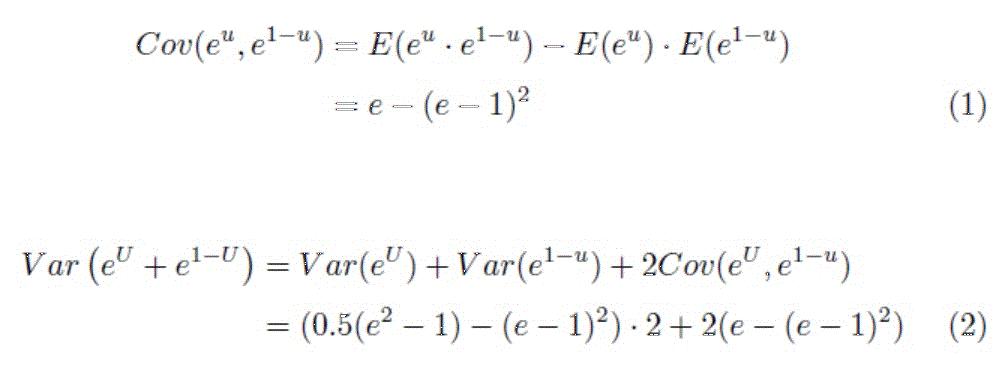 Cov(e^u, e^{1−u}) = E(e^u · e^{1−u}) − E(e^u) · E(e^{1−u})
= e − (e − 1)^2 (1)
Var (e^U + e^{1−U}) = Var(e^U) + Var(e^{1−u}) + 2Cov(e^U, e^{1−u})
= (0.5(e^2 − 1) − (e − 1)^2) · 2 + 2(e − (e − 1)^2) (2)